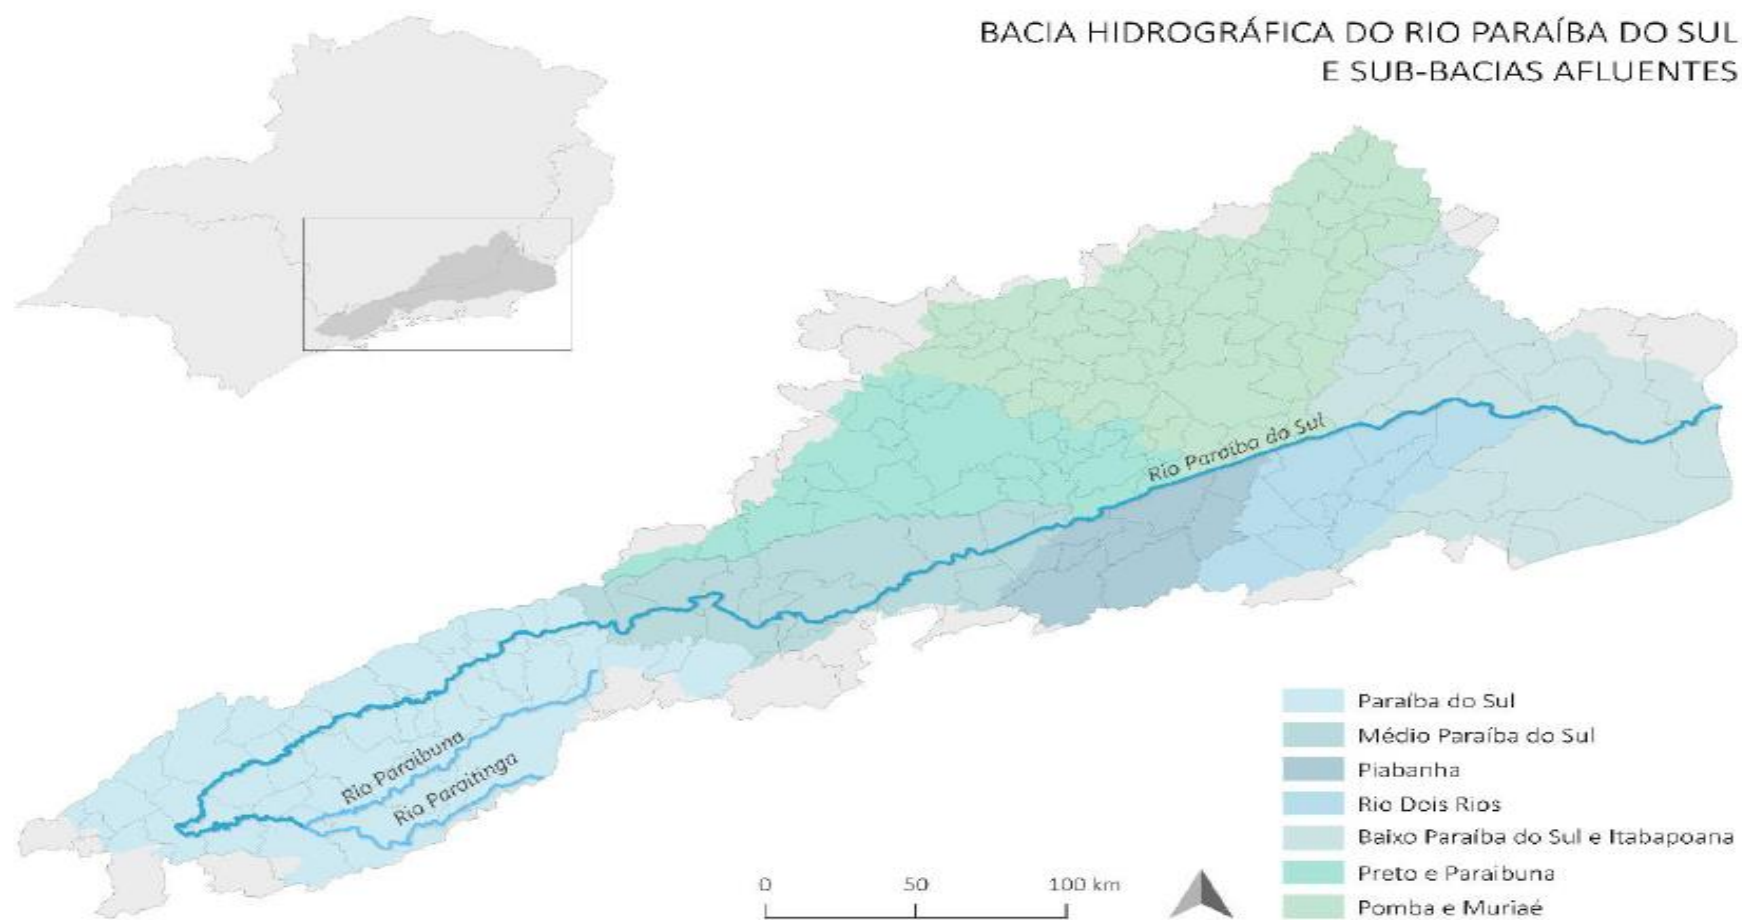 BACIA HIDROGRÁFICA DO RIO PARAÍBA DO SUL
E SUB-BACIAS AFLUENTES
Rio Paraíba do Sul
Rio Paraibuna
Rio Paraitinga
Paraíba do Sul
Médio Paraíba do Sul
Piabanha
Rio Dois Rios
Baixo Paraíba do Sul e Itabapoana
Preto e Paraibuna
Pomba e Muriaé
0 50 100 km